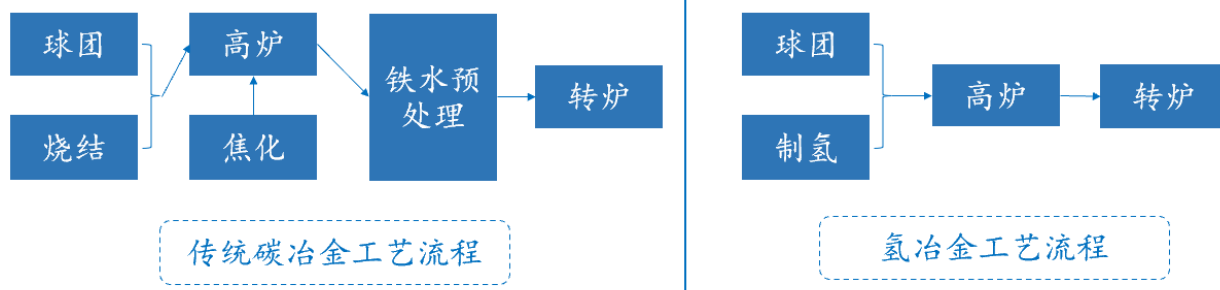 球团
高炉
铁水预
处理
转炉
烧结
焦化
传统碳冶金工艺流程
球团
高炉
转炉
制氢
氢冶金工艺流程